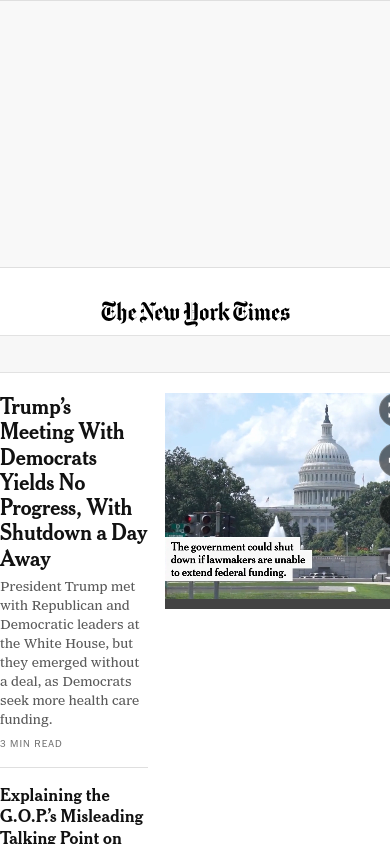 The New York Times
Trump's
Meeting With
Democrats
Yields No
Progress, With
Shutdown a Day
Away
President Trump met
with Republican and
Democratic leaders at
the White House, but
they emerged without
a deal, as Democrats
seek more health care
funding.
3 MIN READ
The government could shut
down if lawmakers are unable
to extend federal funding.
Explaining the
G.O.P.'s Misleading
Talking Point on